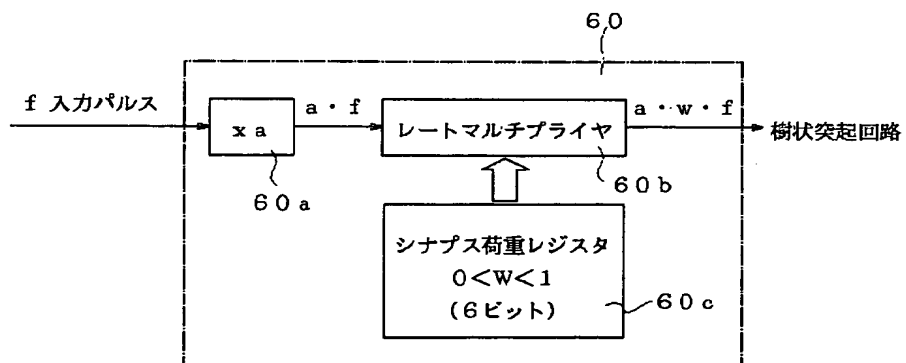 60
f 入力パルス
x a
a・f
レートマルチプライヤ
a・w・f
樹状突起回路
60a
60b
シナプス荷重レジスタ
0<W<1
(6ビット)
60c